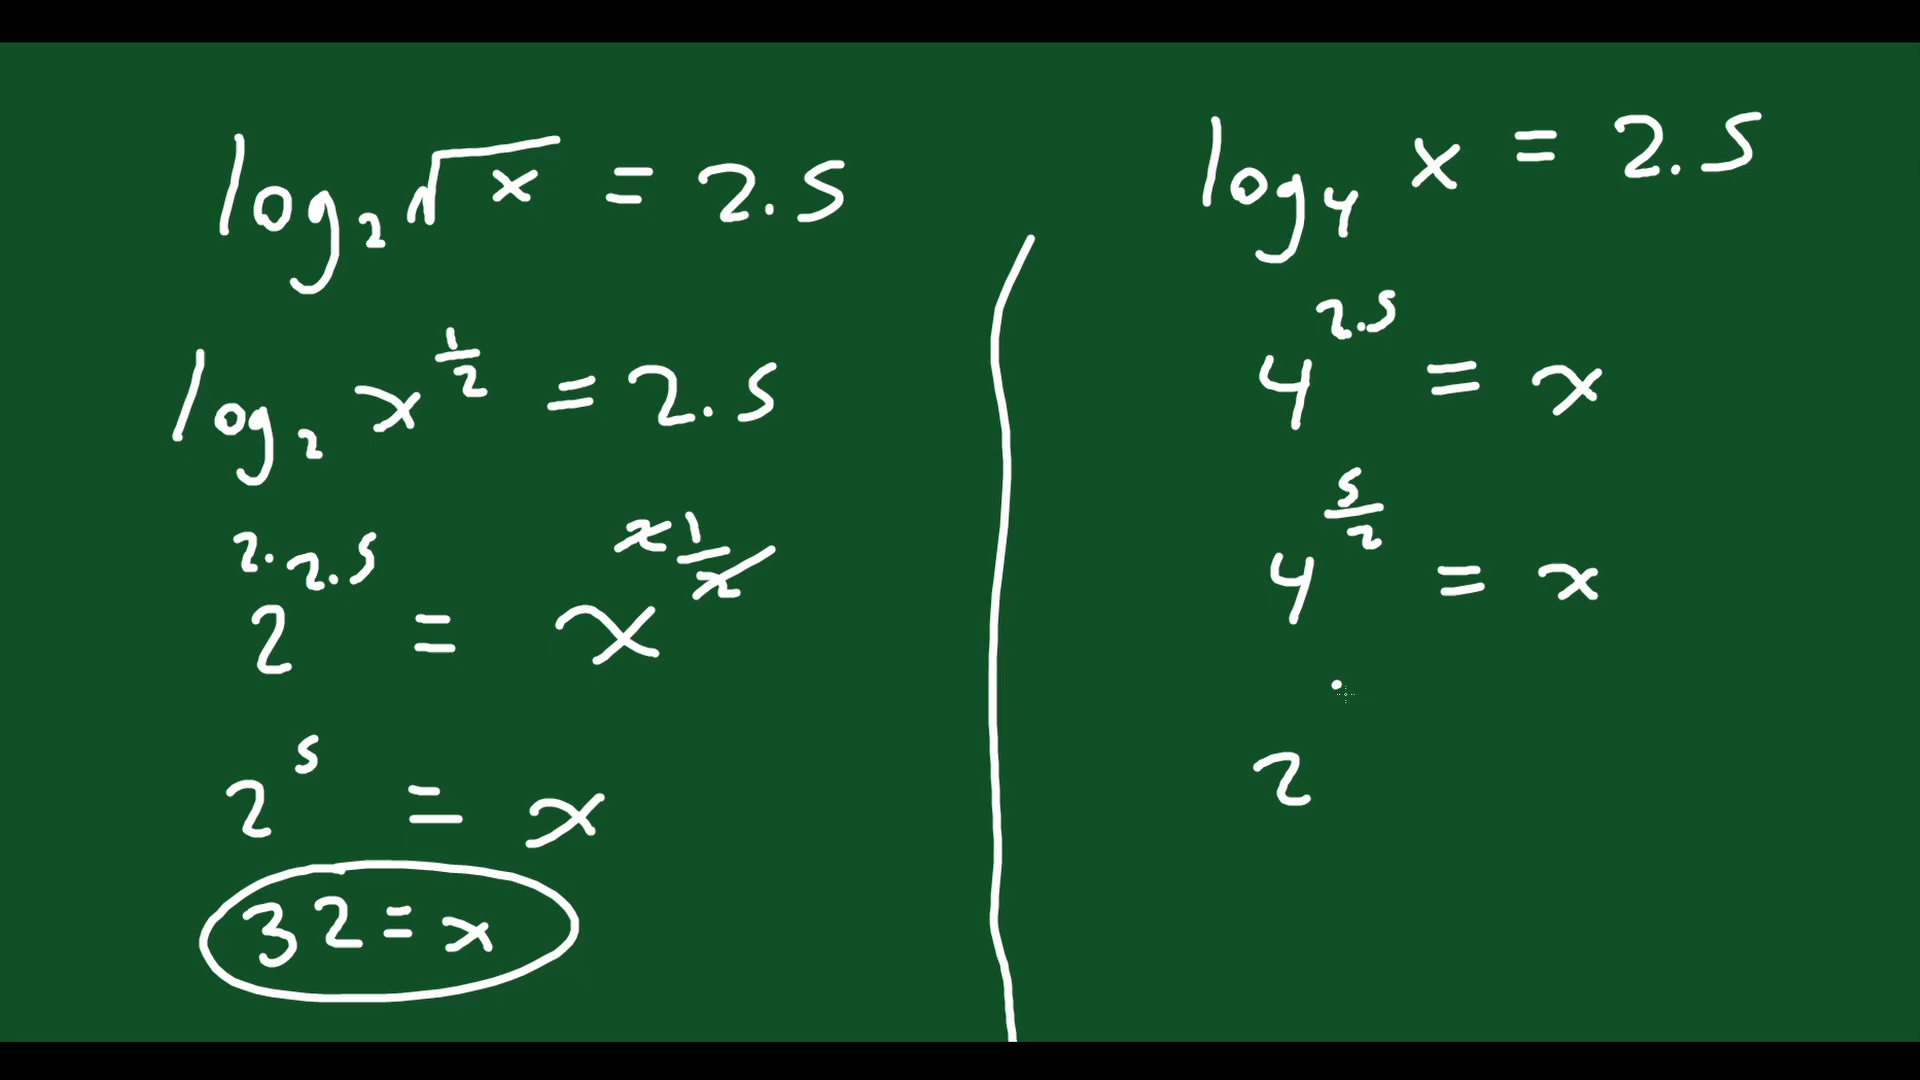 log₂√x = 2.5
log₂ x^(1/2) = 2.5
2^(2·2.5) = x^(2·1/2)
2^5 = x
32 = x
log₄ x = 2.5
4^(2.5) = x
4^(5/2) = x
2